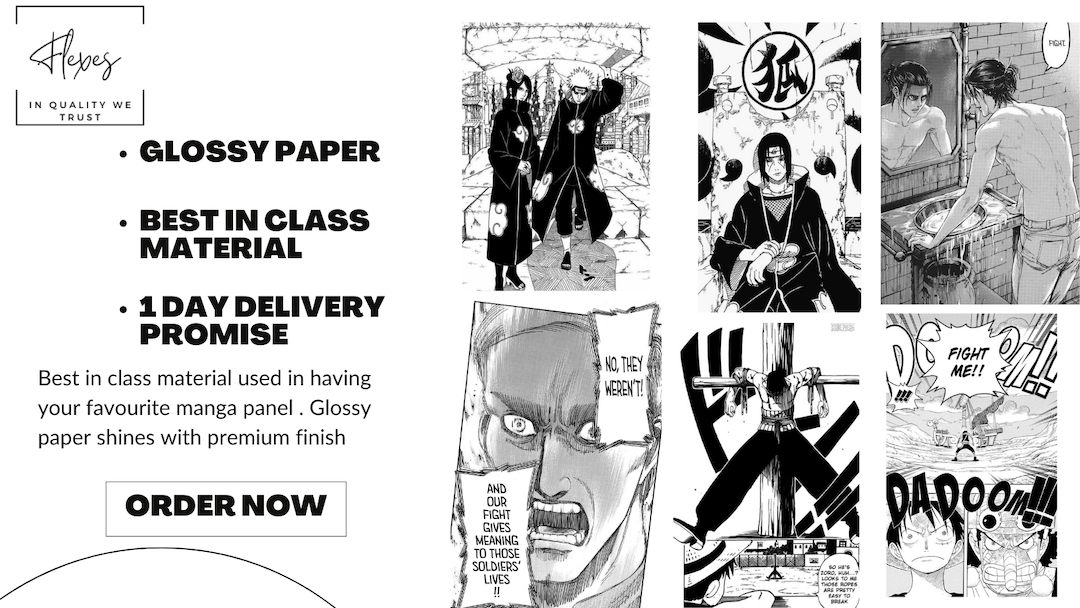 Flexes
IN QUALITY WE
TRUST
• GLOSSY PAPER
• BEST IN CLASS
MATERIAL
• 1 DAY DELIVERY
PROMISE
Best in class material used in having
your favourite manga panel . Glossy
paper shines with premium finish
ORDER NOW
狐
FIGHT.
NO, THEY
WEREN'T!
AND
OUR
FIGHT
GIVES
MEANING
TO THOSE
SOLDIERS'
LIVES
!!
SO HE'S
ZORO, HUH...?
LOOKS TO ME
THOSE ROPES
ARE PRETTY
EASY TO
BREAK
FIGHT
ME!!
!!!
DADOOM!!!